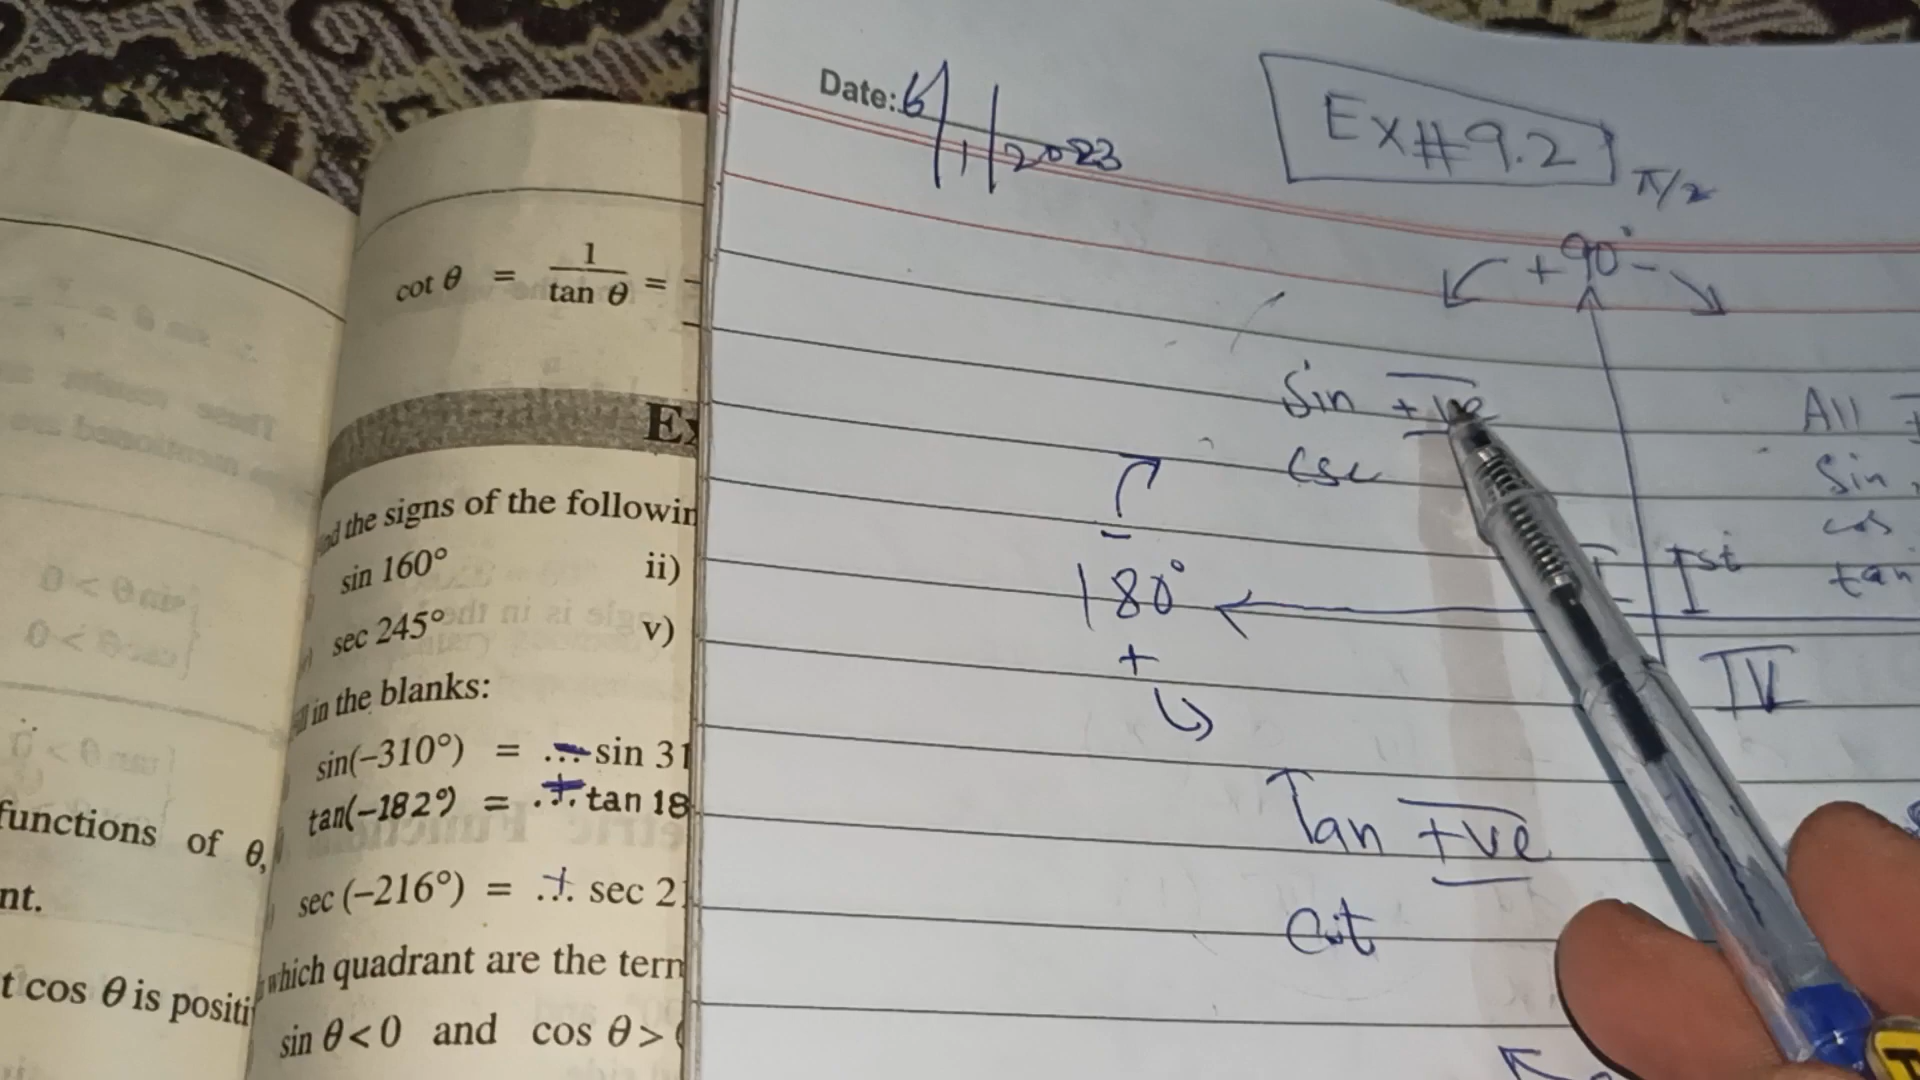 cot θ = 1/tan θ =
Ex
the signs of the followin
sin 160° ii)
sec 245° v)
in the blanks:
sin(–310°) = ...– sin 31
tan(–182°) = .+. tan 18
sec (–216°) = .+. sec 2
which quadrant are the term
sin θ < 0 and cos θ >
functions of θ,
nt.
t cos θ is positiv
Date: 6/1/2023
Ex#9.2
π/2
+ 90° –
Sin +ve
csc
All
Sin
cos
tan
Ist
–
180°
+
IV
Tan +ve
cot